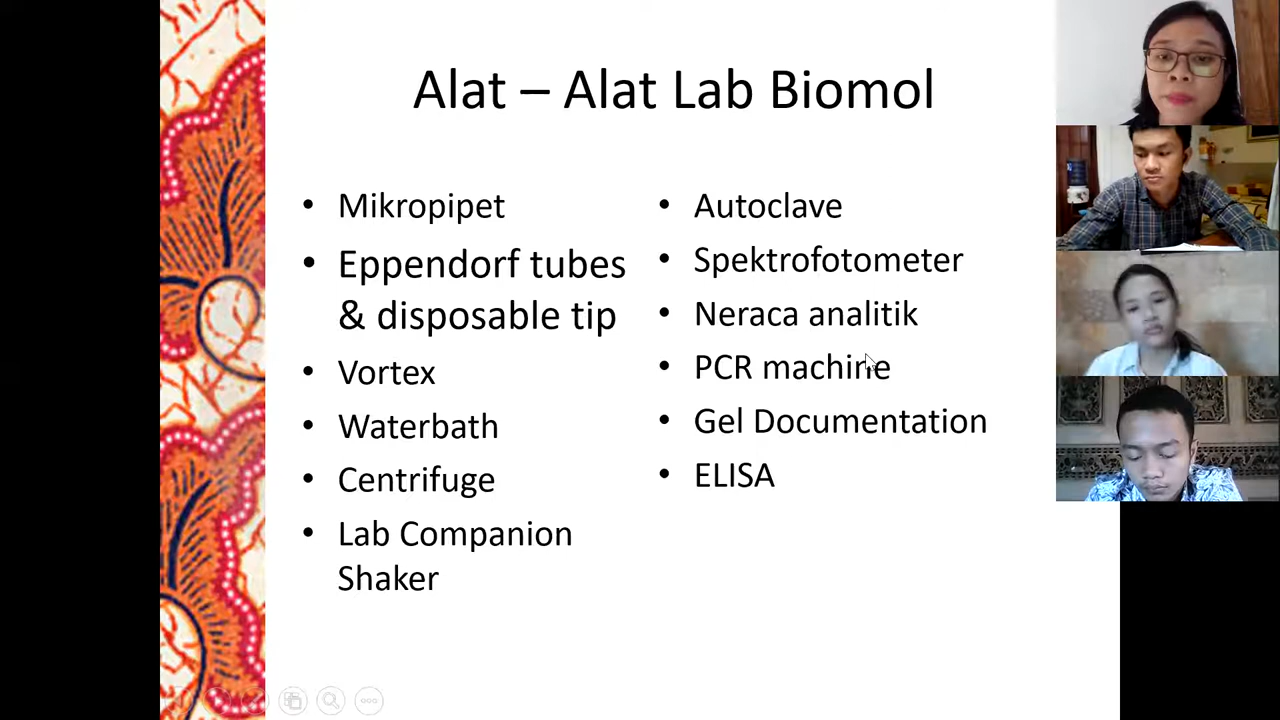 Alat – Alat Lab Biomol
• Mikropipet
• Eppendorf tubes
& disposable tip
• Vortex
• Waterbath
• Centrifuge
• Lab Companion
Shaker
• Autoclave
• Spektrofotometer
• Neraca analitik
• PCR machine
• Gel Documentation
• ELISA